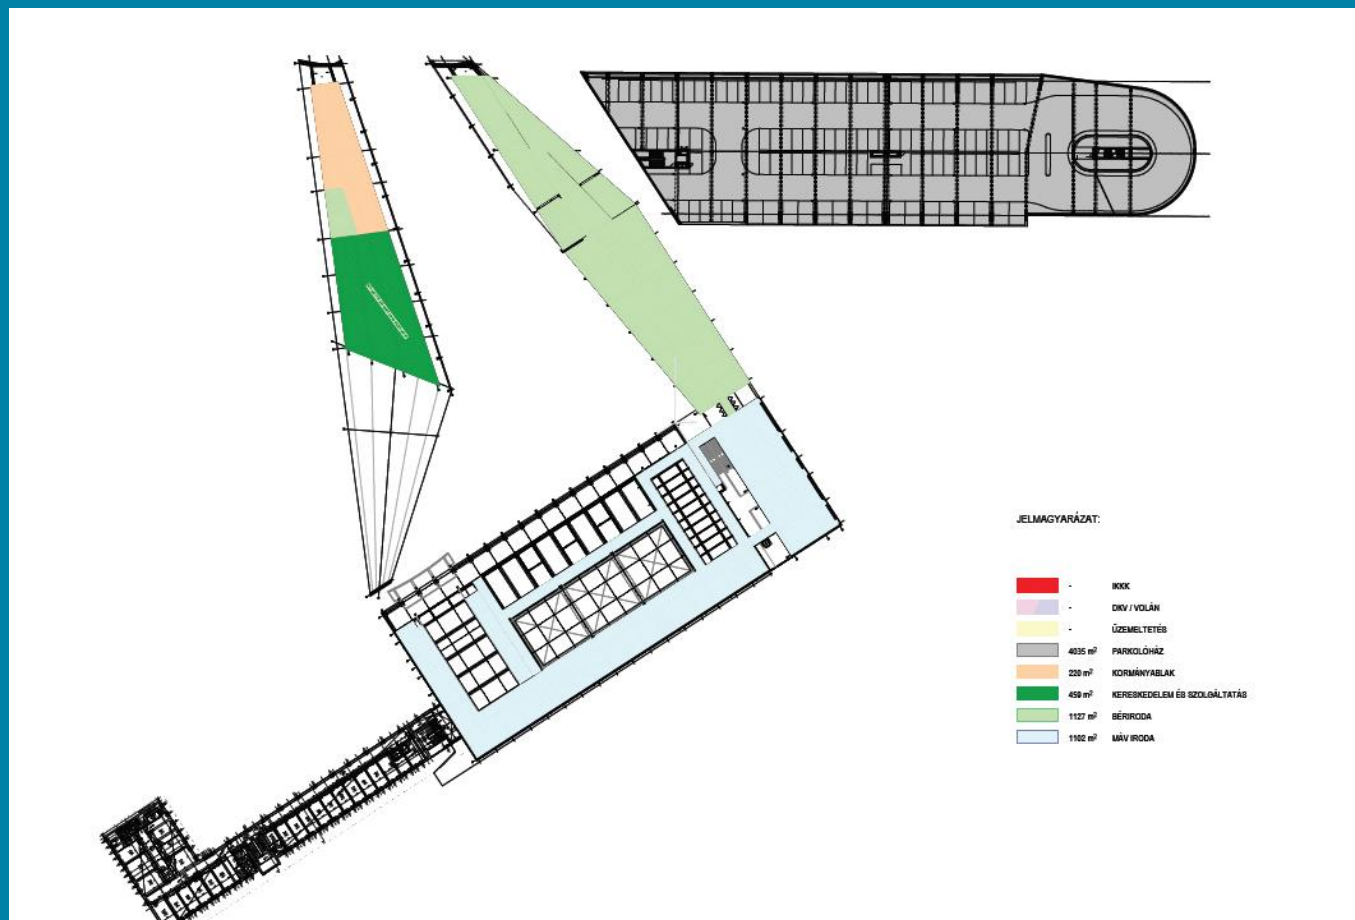 JELMAGYARÁZAT:
- IKKK
- DKV / VOLÁN
- ÜZEMELTETÉS
4035 m² PARKOLÓHÁZ
220 m² KORMÁNYABLAK
459 m² KERESKEDELEM ÉS SZOLGÁLTATÁS
1127 m² BÉRIRODA
1102 m² MÁV IRODA